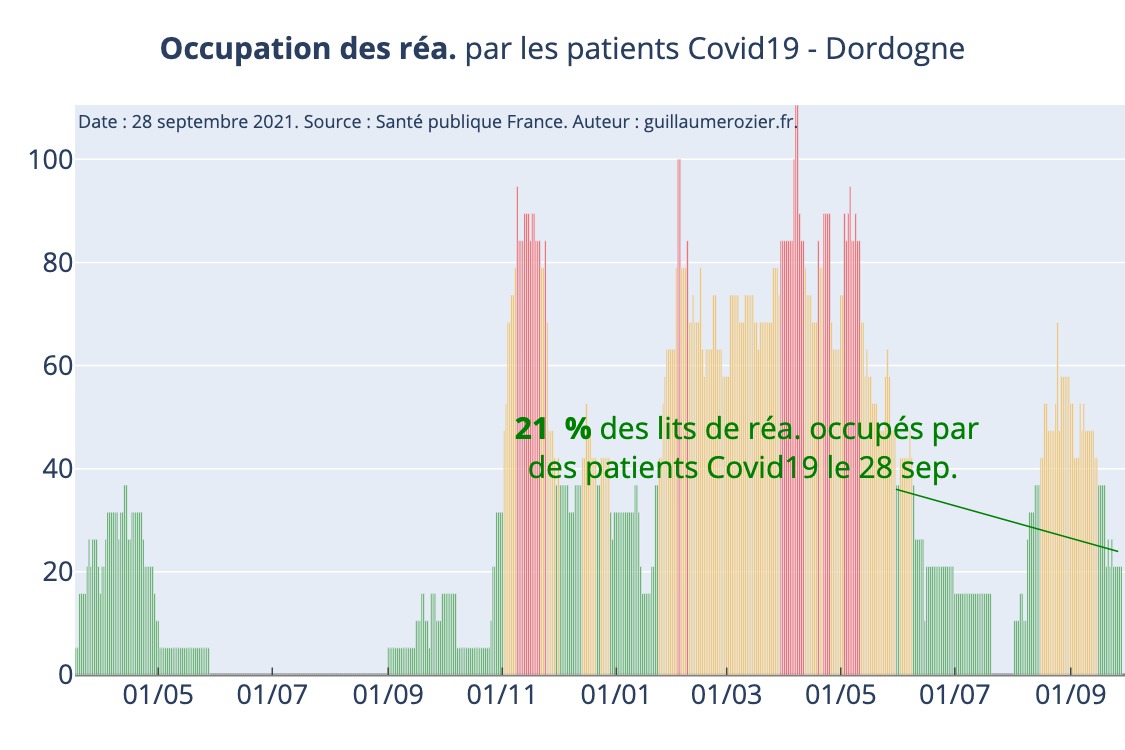 Occupation des réa. par les patients Covid19 - Dordogne
Date : 28 septembre 2021. Source : Santé publique France. Auteur : guillaumerozier.fr.
100
80
60
40
20
0
21 % des lits de réa. occupés par
des patients Covid19 le 28 sep.
01/05 01/07 01/09 01/11 01/01 01/03 01/05 01/07 01/09